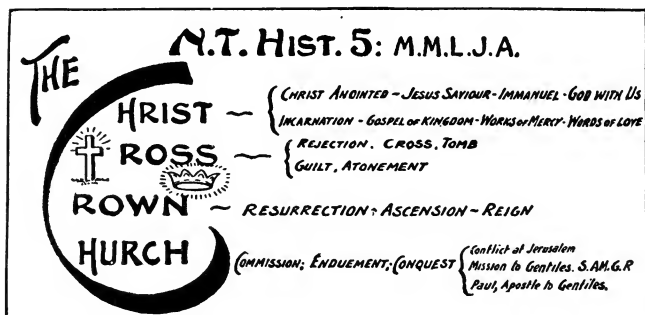 N.T. HIST. 5: M.M.L.J.A.
THE
CHRIST ~ CHRIST ANOINTED – JESUS SAVIOUR – IMMANUEL - GOD WITH US
INCARNATION - GOSPEL OF KINGDOM - WORKS OF MERCY - WORDS OF LOVE
ROSS ~ REJECTION. CROSS. TOMB
GUILT, ATONEMENT
ROWN ~ RESURRECTION - ASCENSION - REIGN
HURCH COMMISSION; ENDUEMENT; CONQUEST Conflict at Jerusalem
Mission to Gentiles. S. AM. G. R
Paul, Apostle to Gentiles.